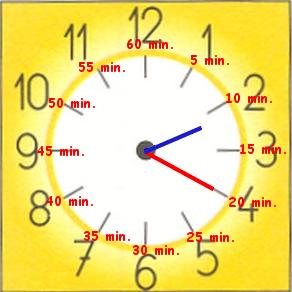 12
60 min.
1
5 min.
2
10 min.
3
15 min.
4
20 min.
5
25 min.
6
30 min.
7
35 min.
8
40 min.
9
45 min.
10
50 min.
11
55 min.